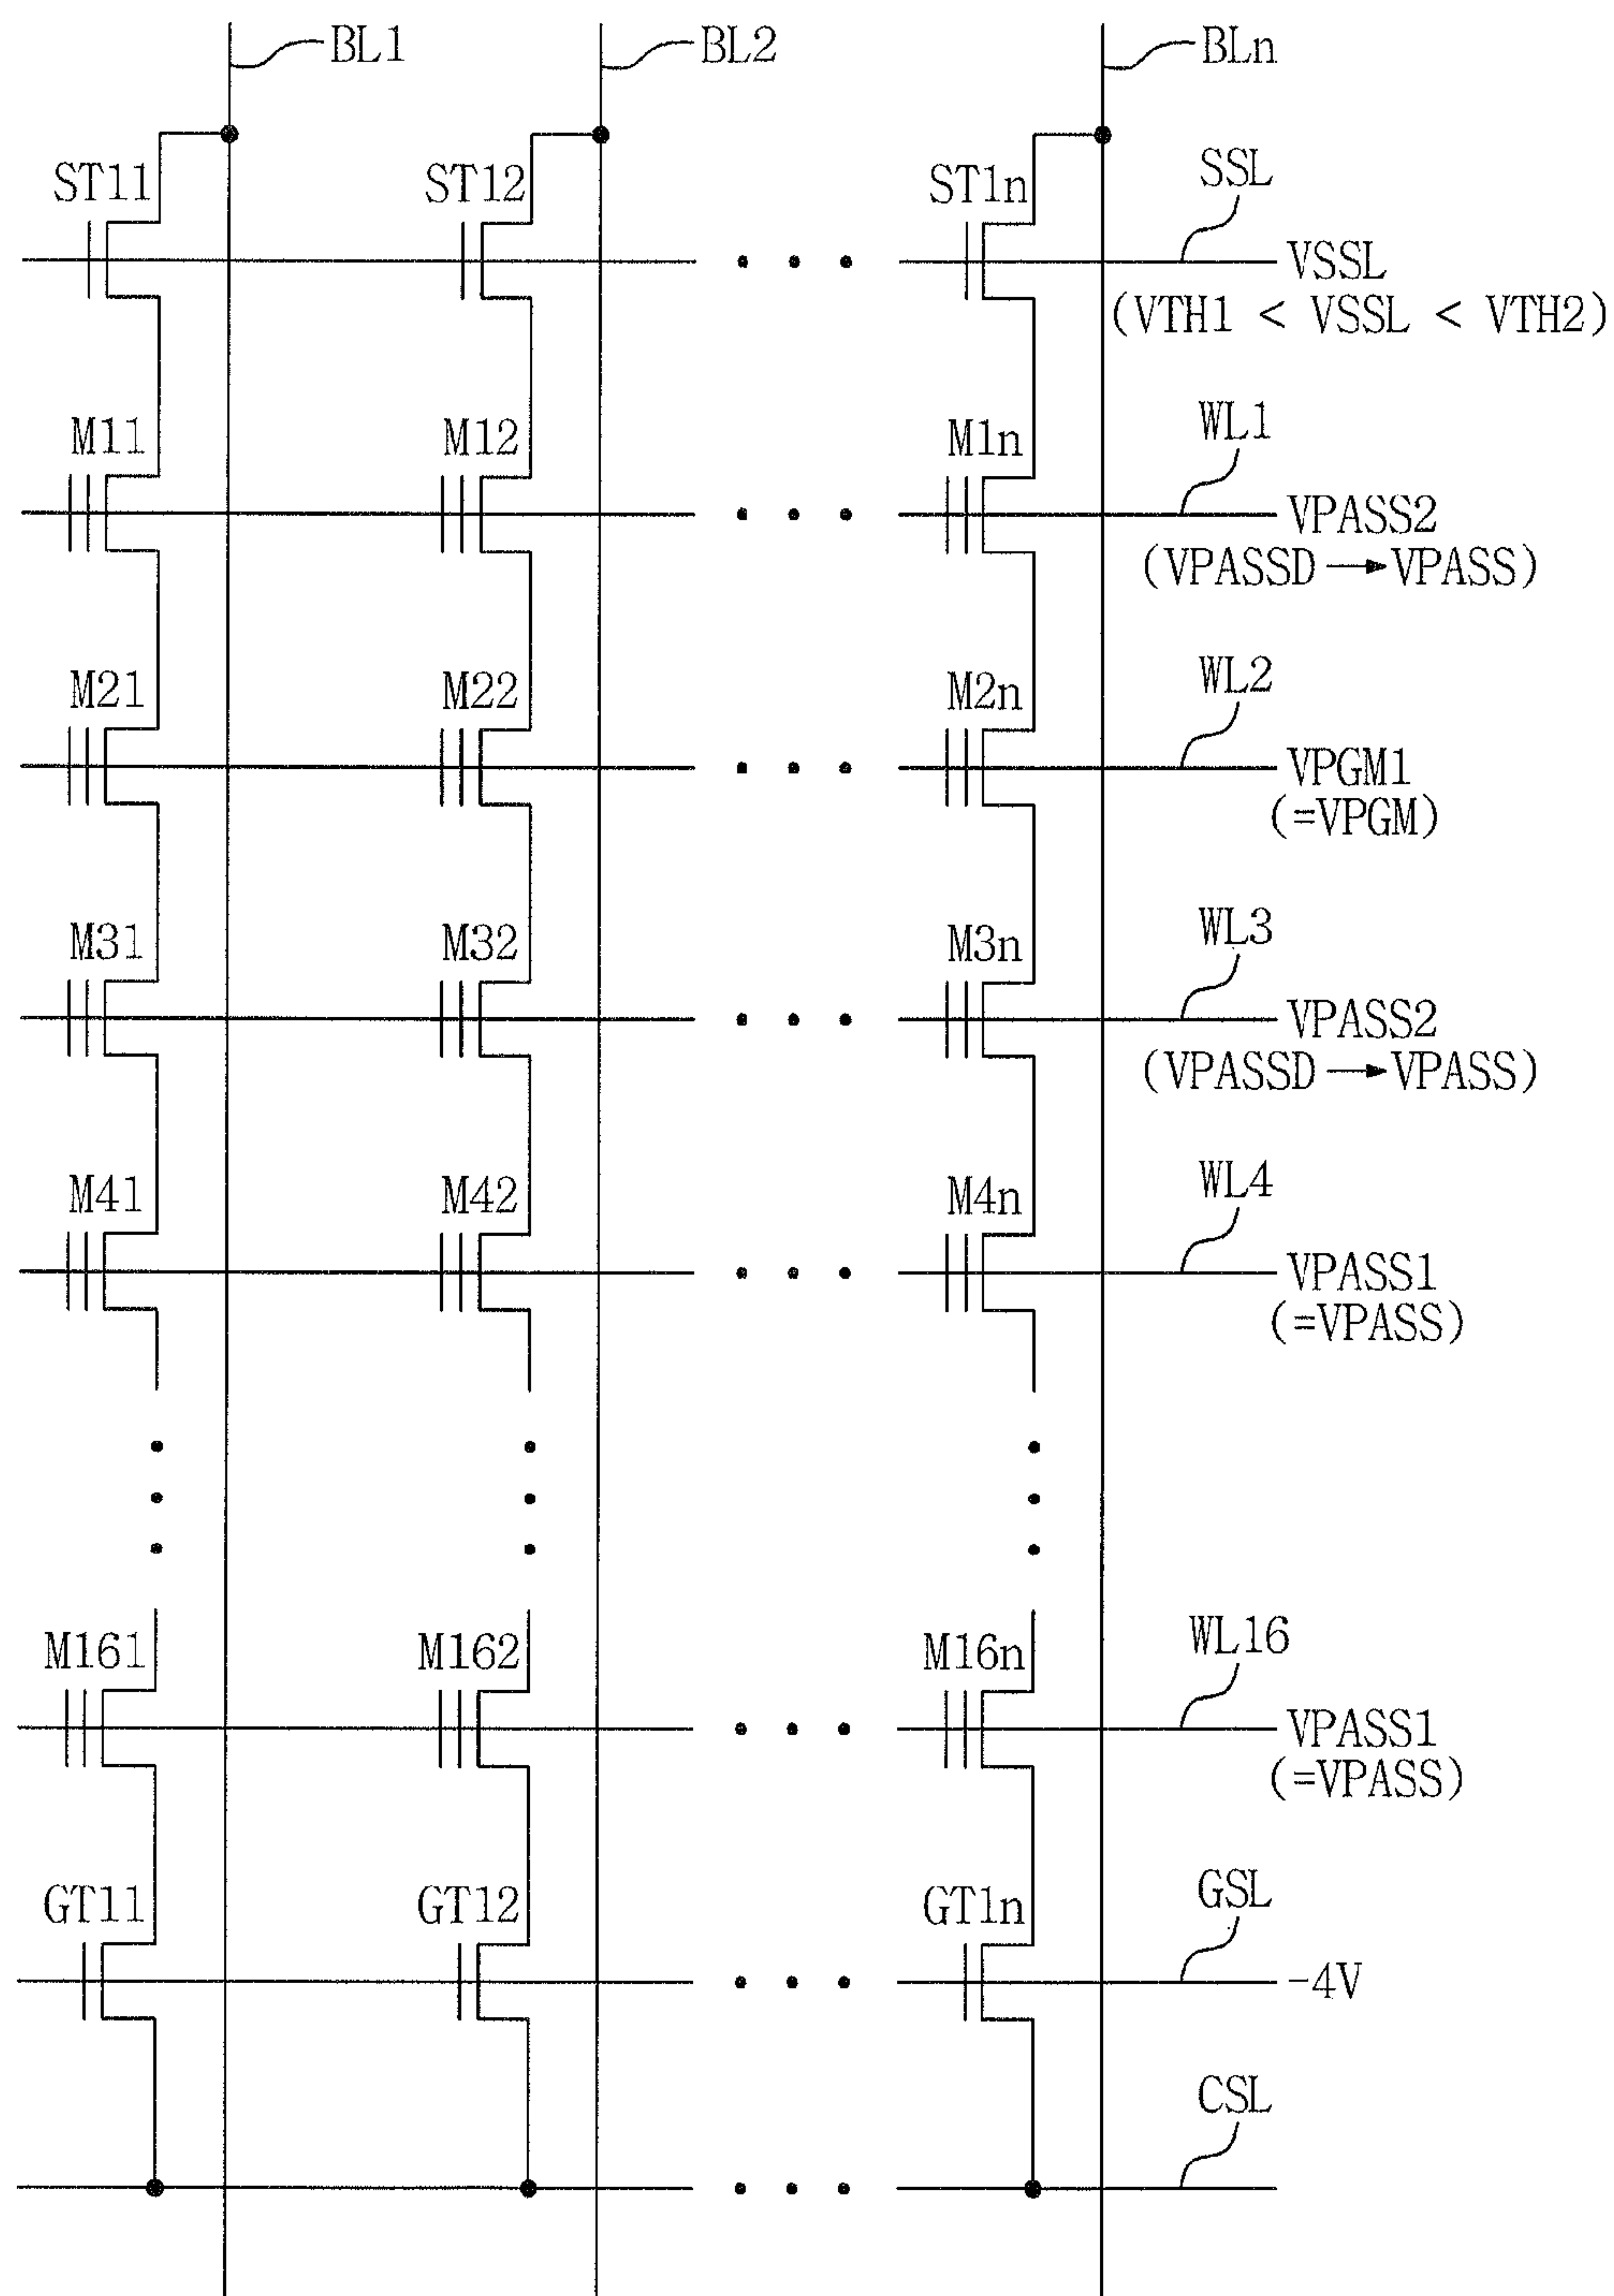 BL1
BL2
BLn
ST11
ST12
ST1n
SSL
VSSL
(VTH1 < VSSL < VTH2)
M11
M12
M1n
WL1
VPASS2
(VPASSD → VPASS)
M21
M22
M2n
WL2
VPGM1
(=VPGM)
M31
M32
M3n
WL3
VPASS2
(VPASSD → VPASS)
M41
M42
M4n
WL4
VPASS1
(=VPASS)
M161
M162
M16n
WL16
VPASS1
(=VPASS)
GT11
GT12
GT1n
GSL
-4V
CSL